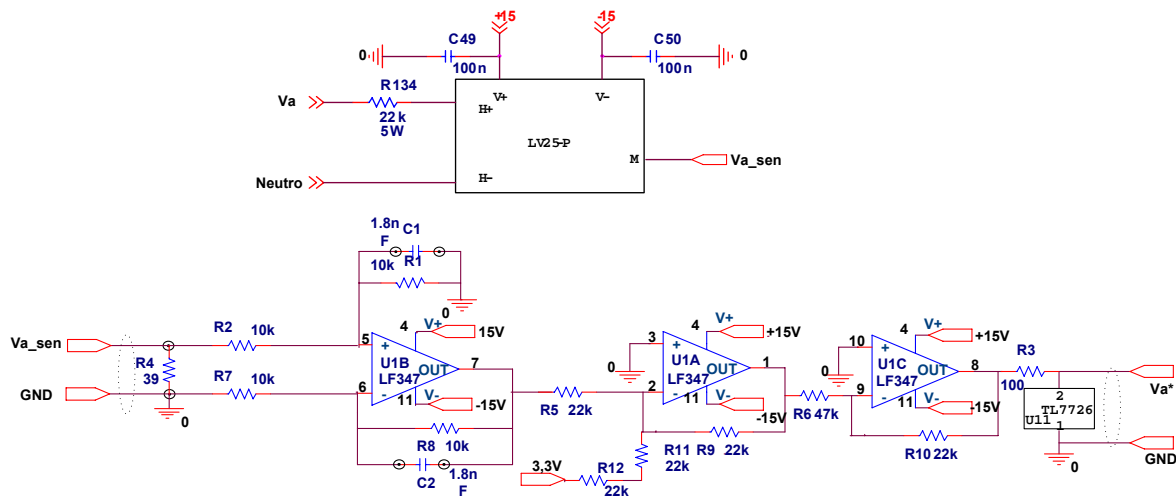 +15
-15
C49
C50
0
100n
100n
0
R134
V+
V-
Va
22k
5W
H+
LV25-P
M
Va_sen
Neutro
H-
1.8n
F
C1
10k
R1
0
Va_sen
R2
10k
5
4
V+
15V
R4
39
U1B
LF347
OUT
7
GND
R7
10k
6
11
V-
-15V
0
R8
10k
C2
1.8n
F
R5
22k
3
4
V+
+15V
0
U1A
LF347
OUT
1
2
11
V-
-15V
R11
22k
R9
22k
3,3V
R12
22k
R6
47k
10
4
V+
+15V
0
U1C
LF347
OUT
8
9
11
V-
-15V
R10
22k
R3
100
Va*
2
TL7726
U11
1
0
GND